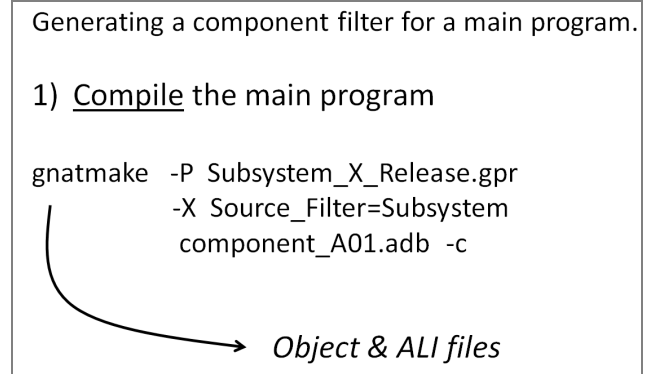 Generating a component filter for a main program.
1) Compile the main program
gnatmake -P Subsystem_X_Release.gpr
-X Source_Filter=Subsystem
component_A01.adb -c
Object & ALI files